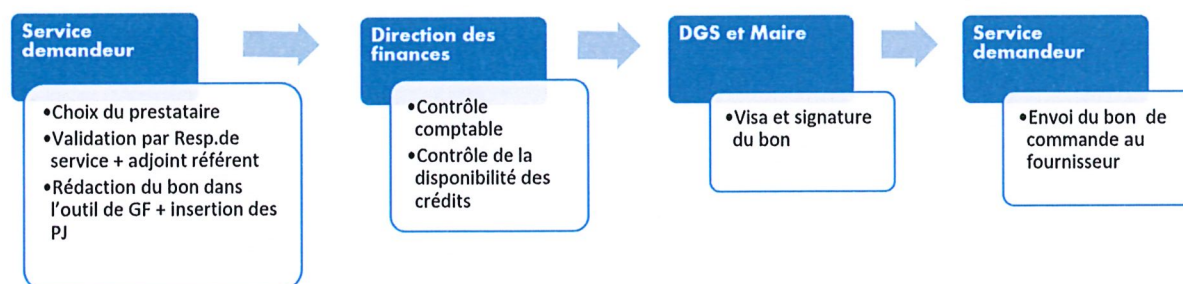 Service
demandeur
•Choix du prestataire
•Validation par Resp.de
service + adjoint référent
•Rédaction du bon dans
l'outil de GF + insertion des
PJ
Direction des
finances
•Contrôle
comptable
•Contrôle de la
disponibilité des
crédits
DGS et Maire
•Visa et signature
du bon
Service
demandeur
•Envoi du bon de
commande au
fournisseur